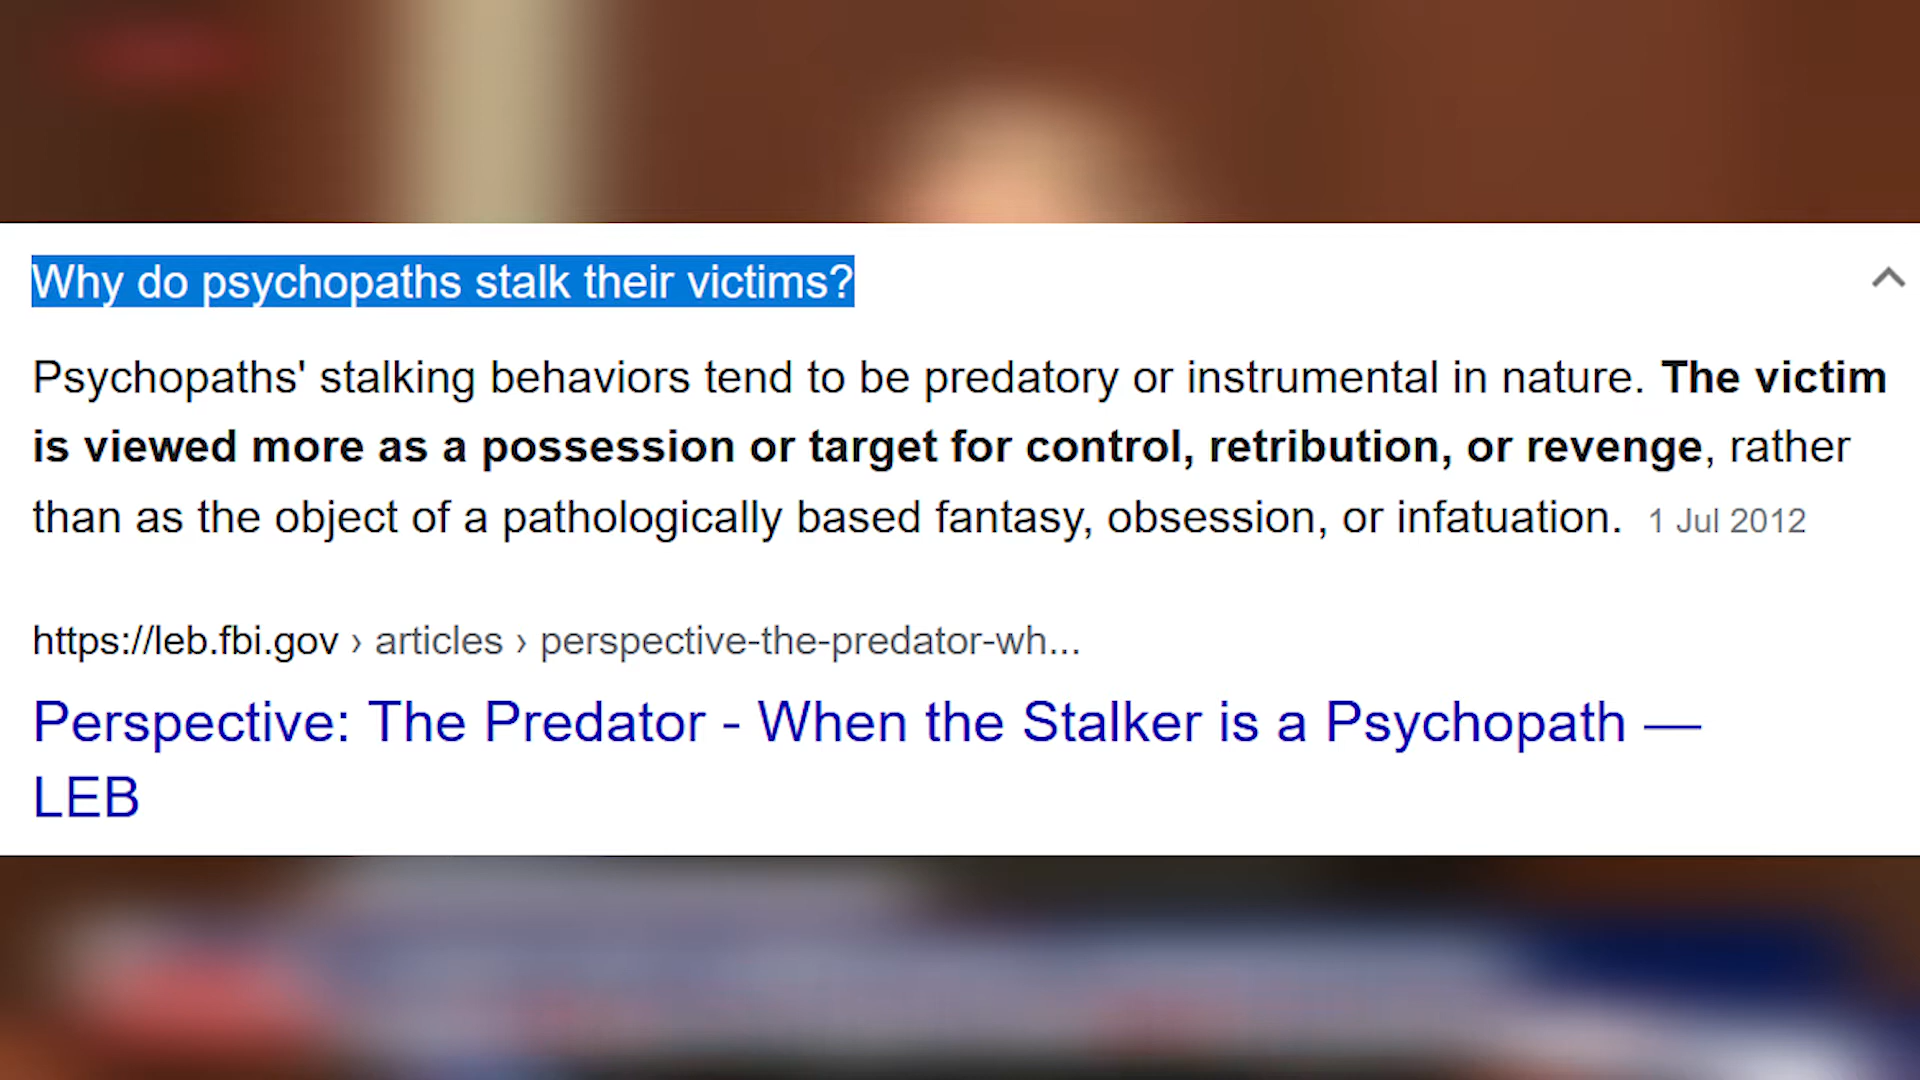 Why do psychopaths stalk their victims?
Psychopaths' stalking behaviors tend to be predatory or instrumental in nature. The victim
is viewed more as a possession or target for control, retribution, or revenge, rather
than as the object of a pathologically based fantasy, obsession, or infatuation. 1 Jul 2012
https://leb.fbi.gov › articles › perspective-the-predator-wh...
Perspective: The Predator - When the Stalker is a Psychopath —
LEB